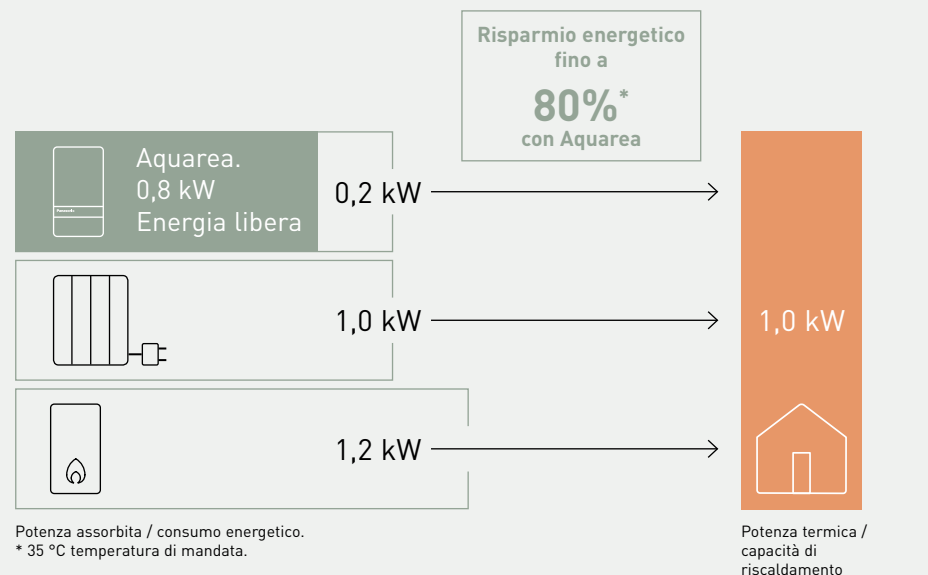 Risparmio energetico
fino a
80%*
con Aquarea
Aquarea.
0,8 kW
Energia libera
0,2 kW
1,0 kW
1,0 kW
1,2 kW
Potenza assorbita / consumo energetico.
* 35 °C temperatura di mandata.
Potenza termica /
capacità di
riscaldamento